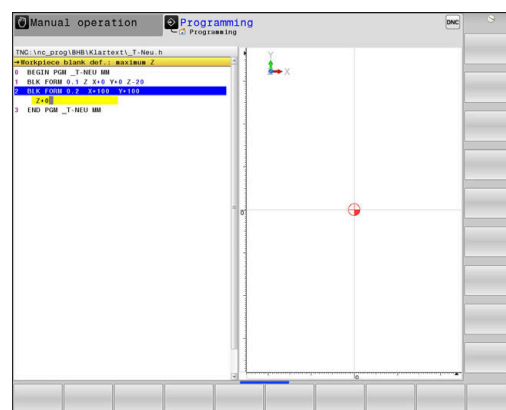 Manual operation
Programming
Programming
DNC
TNC:\nc_prog\BHB\Klartext\_T-Neu.h
→Workpiece blank def.: maximum Z
0 BEGIN PGM _T-NEU MM
1 BLK FORM 0.1 Z X+0 Y+0 Z-20
2 BLK FORM 0.2 X+100 Y+100
Z+0
3 END PGM _T-NEU MM
Y
X
0
0